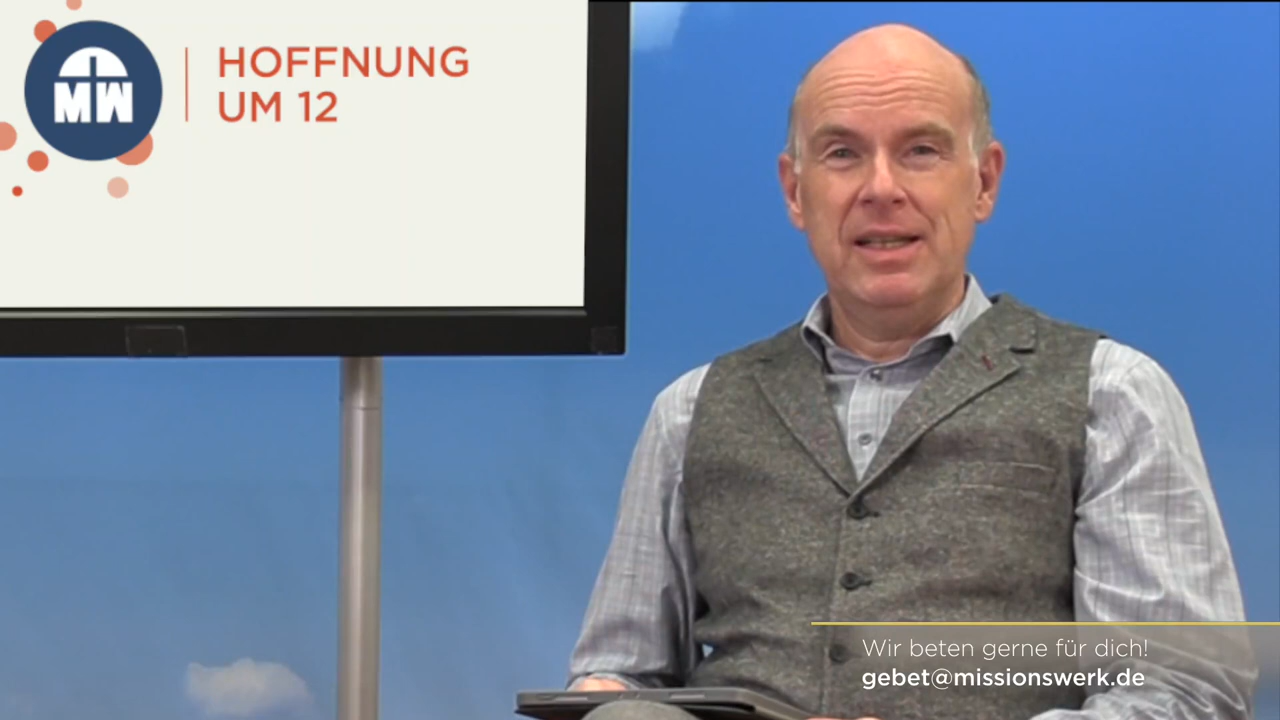 MW
HOFFNUNG
UM 12
Wir beten gerne für dich!
gebet@missionswerk.de